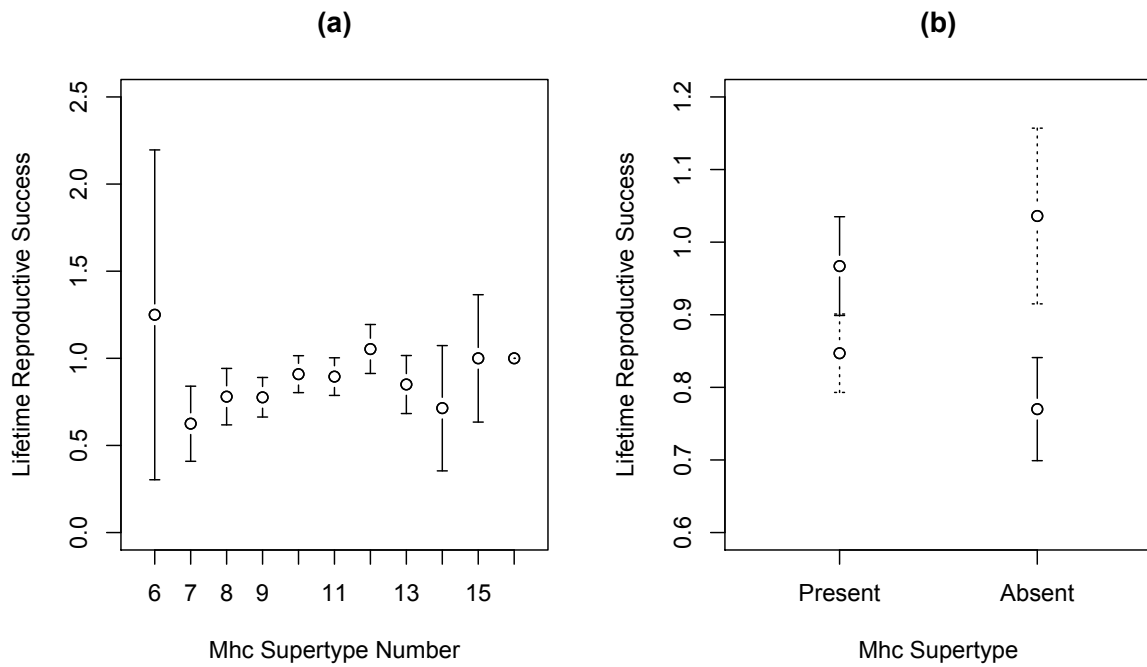 (a)
Lifetime Reproductive Success
2.5
2.0
1.5
1.0
0.5
0.0
6 7 8 9 11 13 15
Mhc Supertype Number
(b)
Lifetime Reproductive Success
1.2
1.1
1.0
0.9
0.8
0.7
0.6
Present Absent
Mhc Supertype